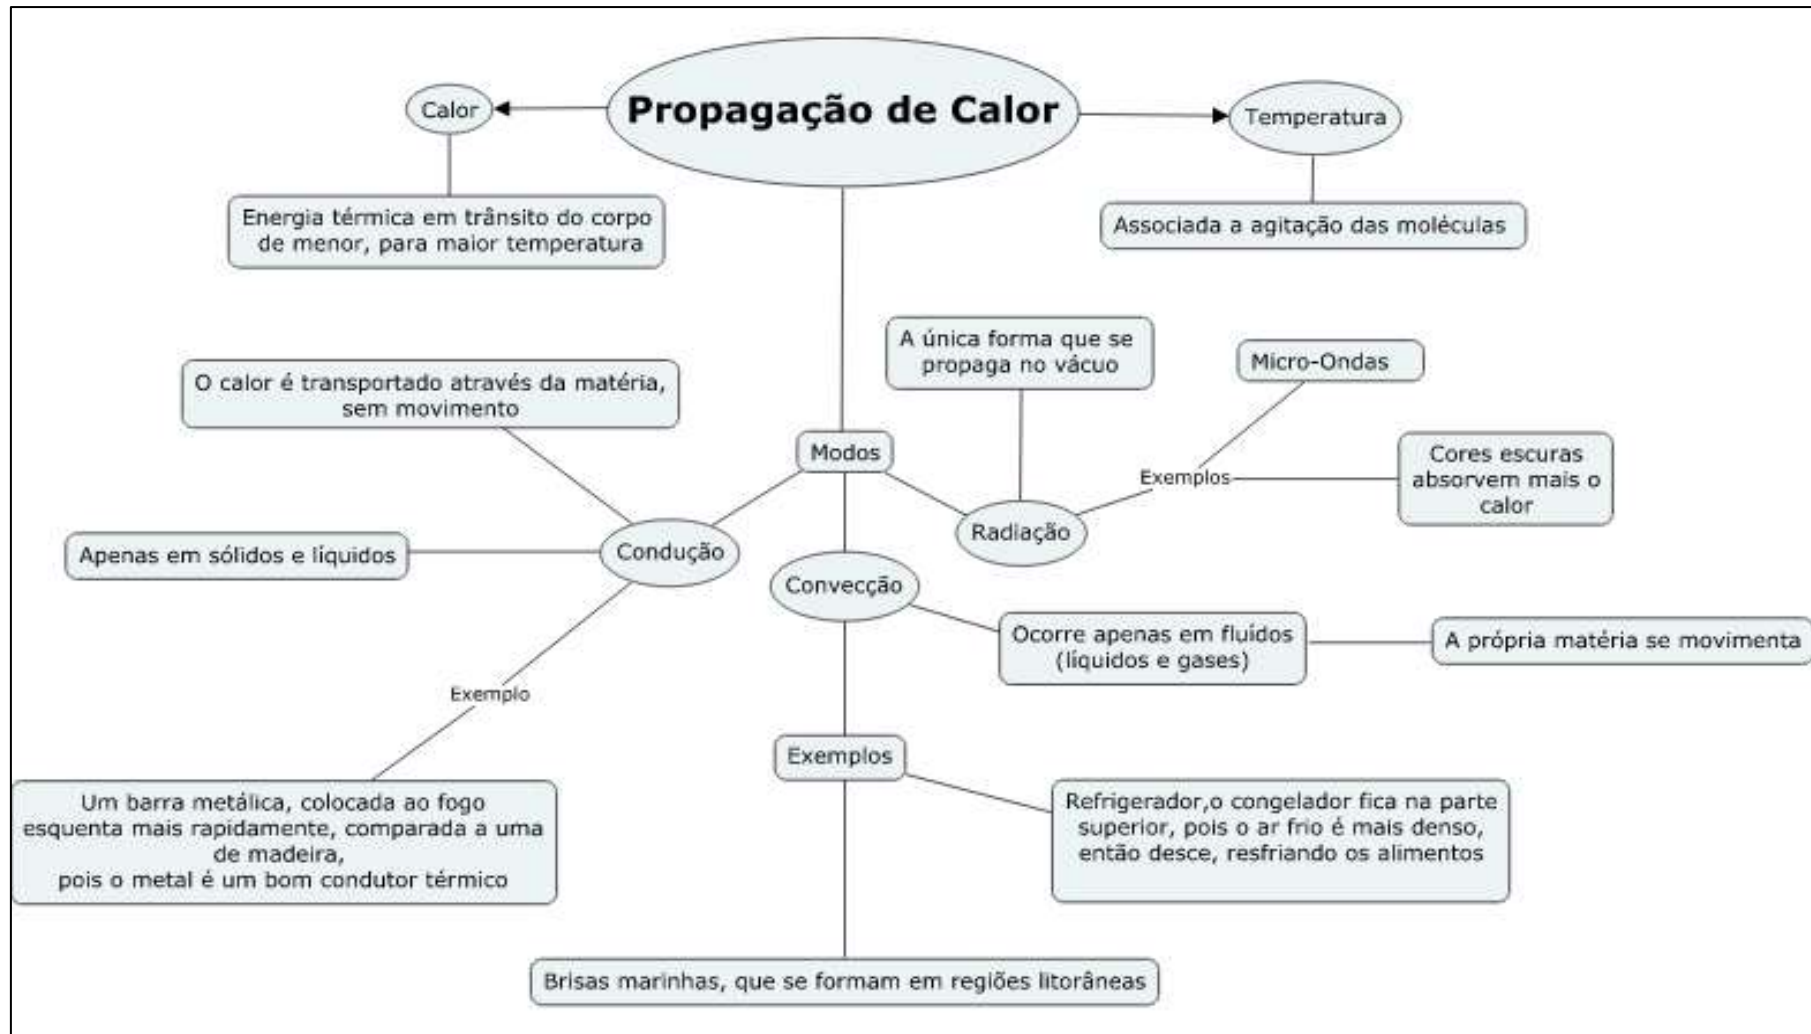 Propagação de Calor
Calor
Temperatura
Energia térmica em trânsito do corpo
de menor, para maior temperatura
Associada a agitação das moléculas
A única forma que se
propaga no vácuo
Micro-Ondas
O calor é transportado através da matéria,
sem movimento
Modos
Cores escuras
absorvem mais o
calor
Exemplos
Radiação
Apenas em sólidos e líquidos
Condução
Convecção
Ocorre apenas em fluídos
(líquidos e gases)
A própria matéria se movimenta
Exemplo
Exemplos
Um barra metálica, colocada ao fogo
esquenta mais rapidamente, comparada a uma
de madeira,
pois o metal é um bom condutor térmico
Refrigerador,o congelador fica na parte
superior, pois o ar frio é mais denso,
então desce, resfriando os alimentos
Brisas marinhas, que se formam em regiões litorâneas